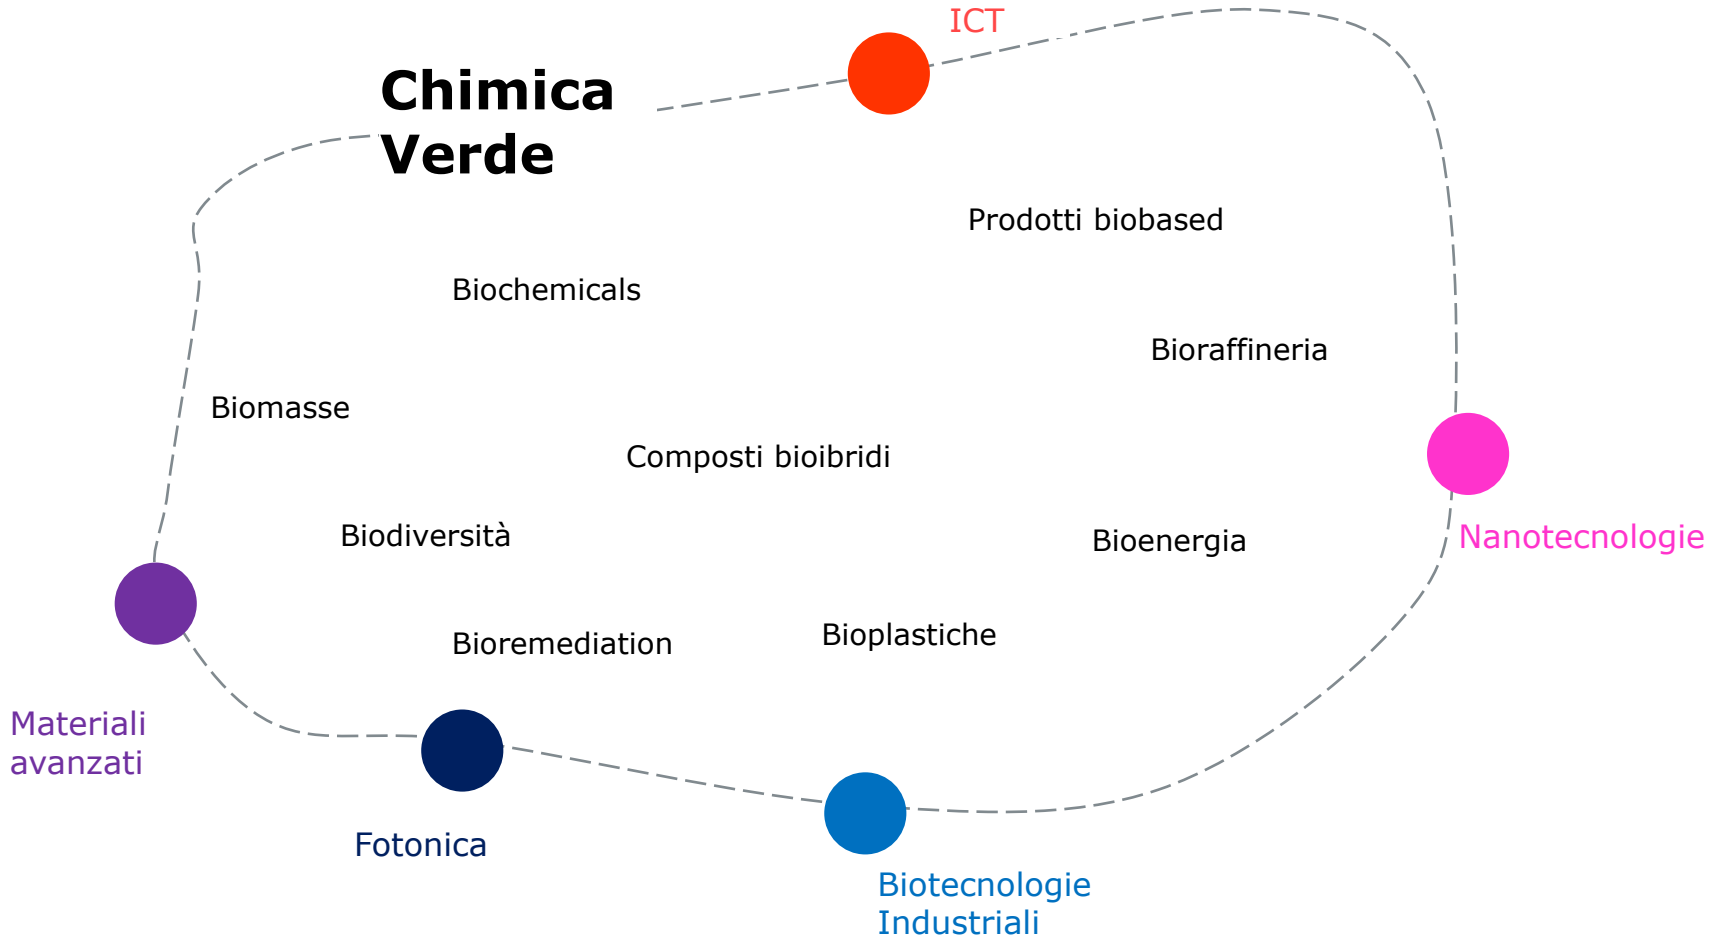 ICT
Chimica
Verde
Prodotti biobased
Biochemicals
Bioraffineria
Biomasse
Composti bioibridi
Biodiversità
Bioenergia
Nanotecnologie
Bioremediation
Bioplastiche
Materiali
avanzati
Fotonica
Biotecnologie
Industriali